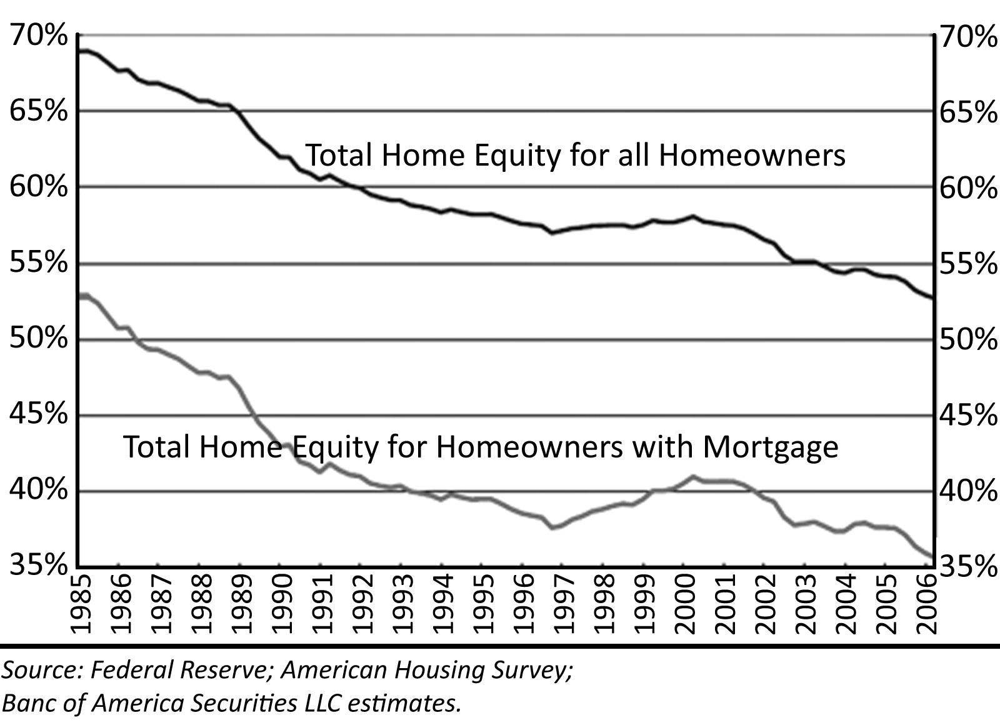 70% 70%
65% 65%
Total Home Equity for all Homeowners
60% 60%
55% 55%
50% 50%
45% 45%
Total Home Equity for Homeowners with Mortgage
40% 40%
35% 35%
1985 1986 1987 1988 1989 1990 1991 1992 1993 1994 1995 1996 1997 1998 1999 2000 2001 2002 2003 2004 2005 2006
Source: Federal Reserve; American Housing Survey;
Banc of America Securities LLC estimates.